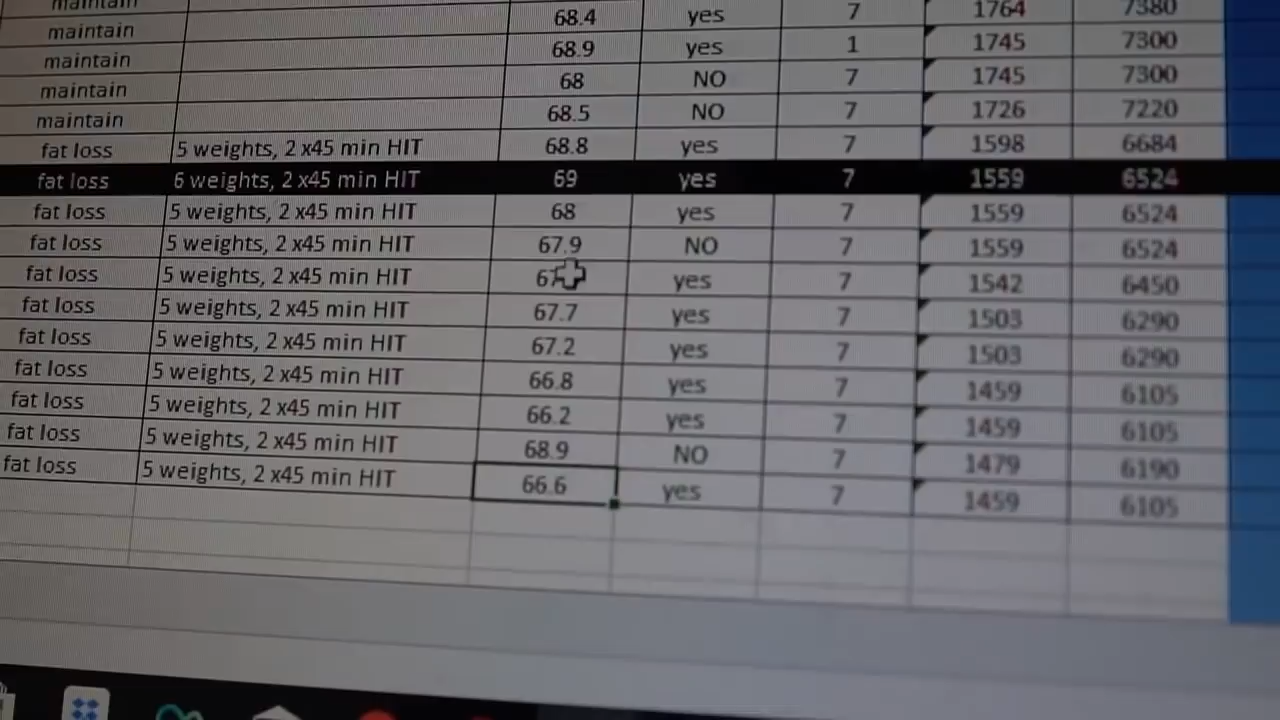 maintain
maintain 68.4 yes 7 1764 7380
maintain 68.9 yes 1 1745 7300
maintain 68 NO 7 1745 7300
maintain 68.5 NO 7 1726 7220
fat loss 5 weights, 2 x45 min HIT 68.8 yes 7 1598 6684
fat loss 6 weights, 2 x45 min HIT 69 yes 7 1559 6524
fat loss 5 weights, 2 x45 min HIT 68 yes 7 1559 6524
fat loss 5 weights, 2 x45 min HIT 67.9 NO 7 1559 6524
fat loss 5 weights, 2 x45 min HIT yes 7 1542 6450
fat loss 5 weights, 2 x45 min HIT 67.7 yes 7 1503 6290
fat loss 5 weights, 2 x45 min HIT 67.2 yes 7 1503 6290
fat loss 5 weights, 2 x45 min HIT 66.8 yes 7 1459 6105
fat loss 5 weights, 2 x45 min HIT 66.2 yes 7 1459 6105
fat loss 5 weights, 2 x45 min HIT 68.9 NO 7 1479 6190
fat loss 5 weights, 2 x45 min HIT 66.6 yes 7 1459 6105